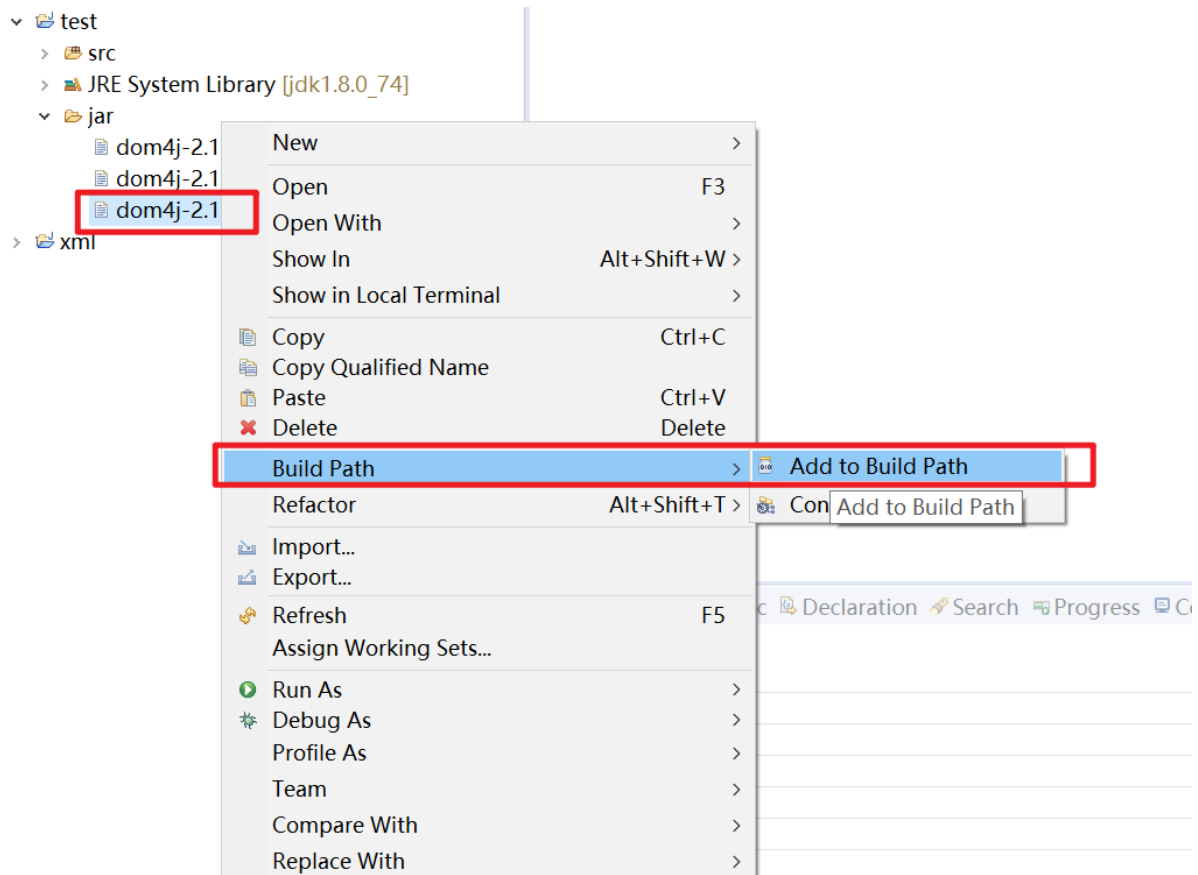 test
src
JRE System Library [jdk1.8.0_74]
jar
dom4j-2.1
dom4j-2.1
dom4j-2.1
xml
New
Open F3
Open With
Show In Alt+Shift+W
Show in Local Terminal
Copy Ctrl+C
Copy Qualified Name
Paste Ctrl+V
Delete Delete
Build Path
Add to Build Path
Refactor Alt+Shift+T
Con
Add to Build Path
Import...
Export...
Refresh F5
c Declaration Search Progress Co
Assign Working Sets...
Run As
Debug As
Profile As
Team
Compare With
Replace With